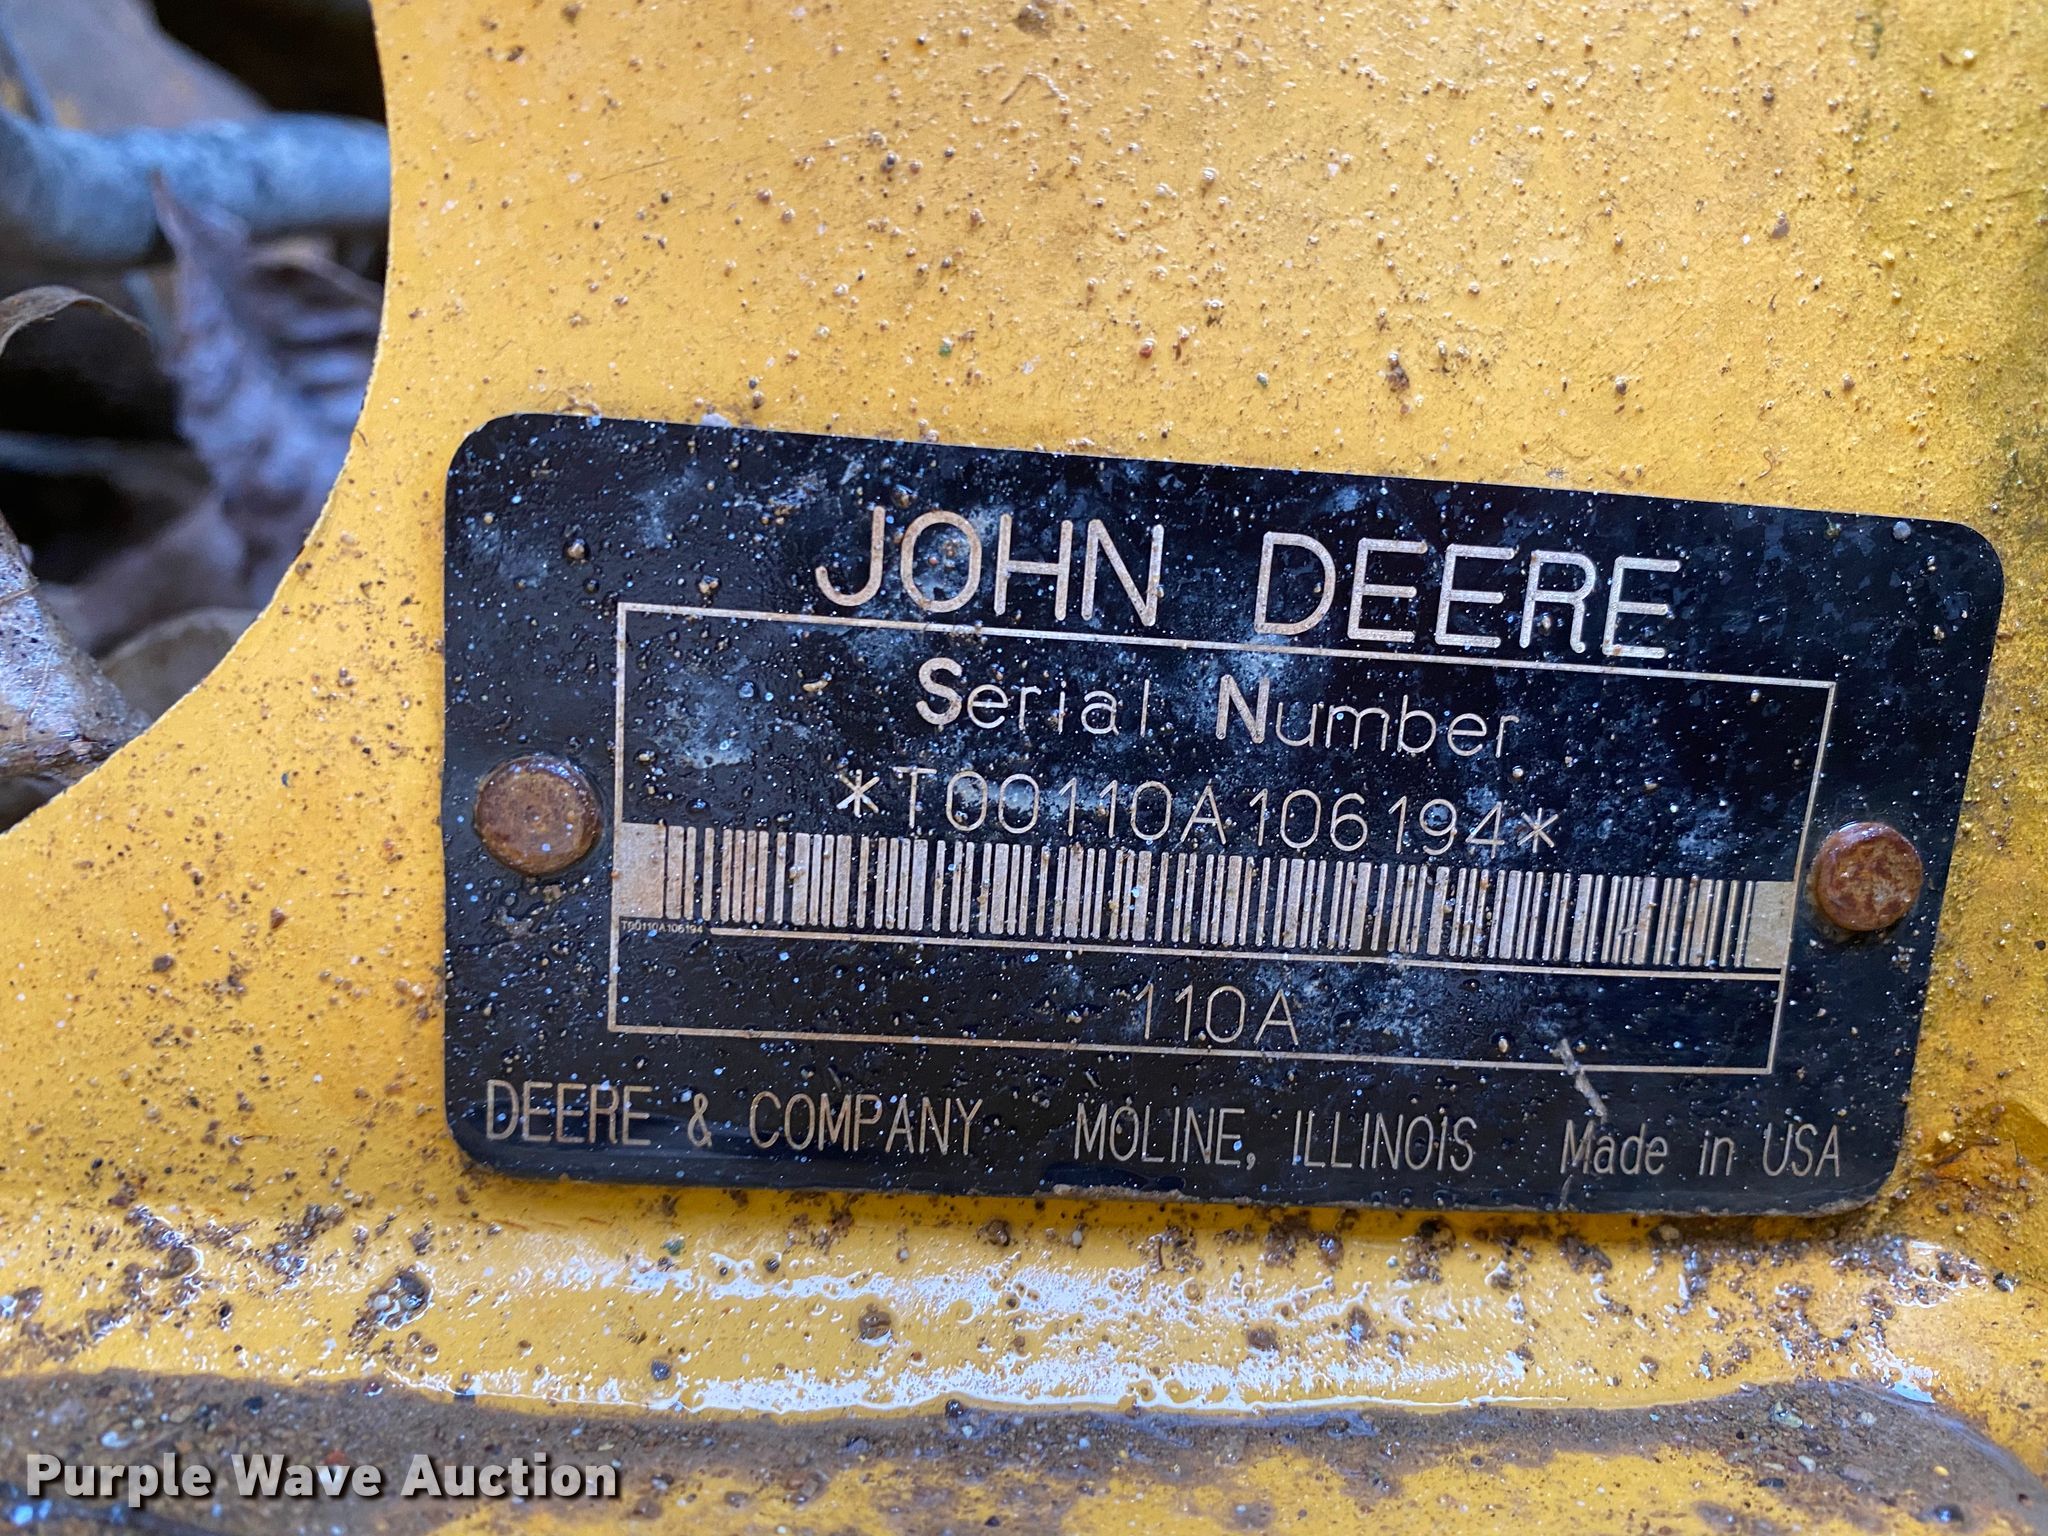 JOHN DEERE
Serial Number
*T00110A106194*
T00110A106194
110A
DEERE & COMPANY MOLINE, ILLINOIS Made in USA
Purple Wave Auction